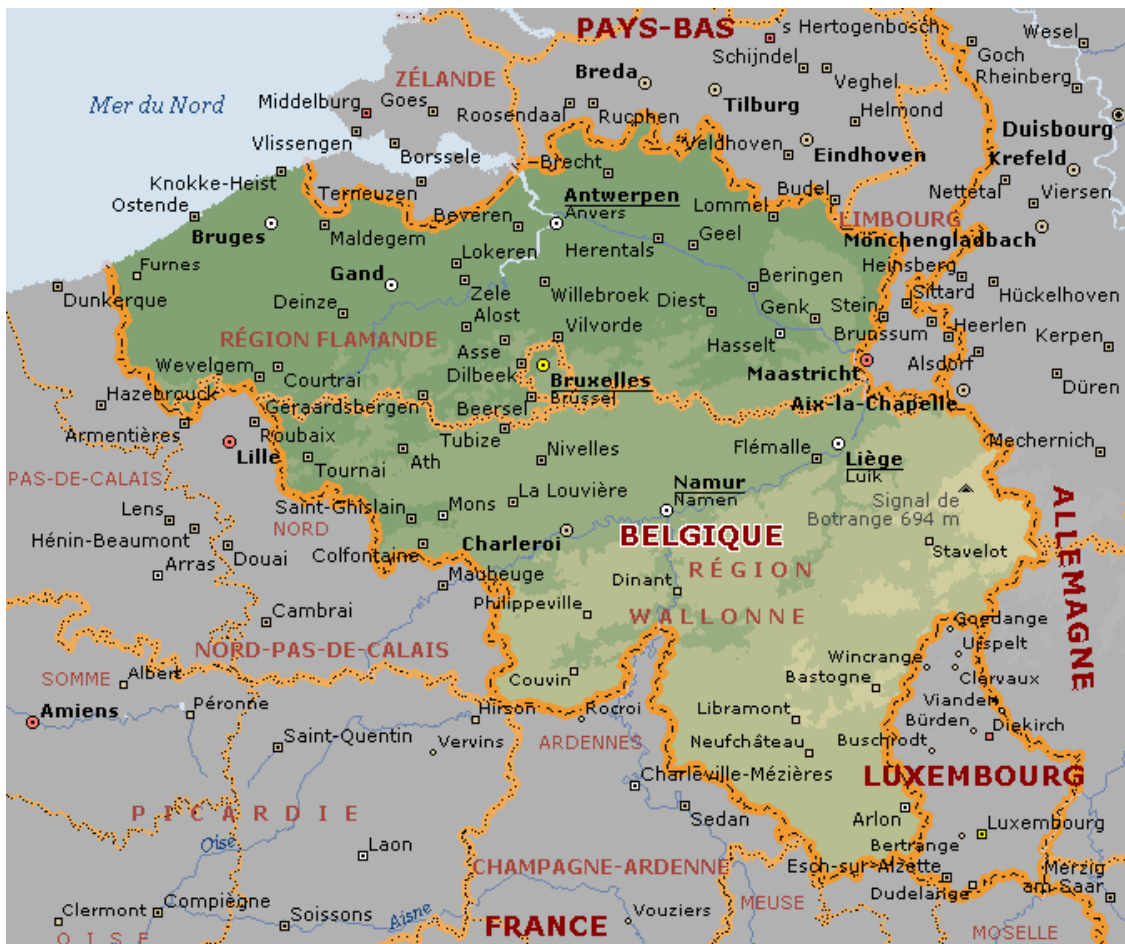 PAYS-BAS
's Hertogenbosch
Wesel
Schijndel
Goch
ZÉLANDE
Breda
Veghel
Rheinberg
Mer du Nord
Middelburg
Goes
Roosendaal
Rucphen
Tilburg
Helmond
Duisbourg
Vlissengen
Borssele
Veldhoven
Eindhoven
Krefeld
Knokke-Heist
Brecht
Terneuzen
Antwerpen
Anvers
Budel
Nettetal
Viersen
Ostende
Beveren
Lommel
LIMBOURG
Bruges
Maldegem
Herentals
Geel
Mönchengladbach
Furnes
Lokeren
Beringen
Heinsberg
Gand
Dunkerque
Deinze
Zele
Willebroek
Diest
Genk
Stein
Sittard
Hückelhoven
Alost
Vilvorde
RÉGION FLAMANDE
Hasselt
Brunssum
Heerlen
Kerpen
Wevelgem
Asse
Courtrai
Dilbeek
Bruxelles
Brüssel
Maastricht
Alsdorf
Düren
Hazebrouck
Geraardsbergen
Beersel
Aix-la-Chapelle
Armentières
Roubaix
Tubize
Lille
Tournai
Ath
Nivelles
Flémalle
Liège
Luik
Mechernich
PAS-DE-CALAIS
Namur
Namen
Signal de
Botrange 694 m
Lens
NORD
Saint-Ghislain
Mons
La Louvière
ALLEMAGNE
Hénin-Beaumont
Douai
Colfontaine
Charleroi
BELGIQUE
Stavelot
Arras
Maubeuge
Dinant
RÉGION
WALLONNE
Cambrai
Philippeville
Goedange
NORD-PAS-DE-CALAIS
Urspelt
Wincrange
Clervaux
SOMME
Albert
Couvin
Bastogne
Vianden
Amiens
Péronne
Hirson
Rocroi
Libramont
Bürden
Diekirch
Saint-Quentin
Vervins
ARDENNES
Neufchâteau
Buschrodt
Charleville-Mézières
LUXEMBOURG
PICARDIE
Sedan
Arlon
Luxembourg
Oise
Laon
Bertrange
CHAMPAGNE-ARDENNE
Esch-sur-Alzette
Merzig
am-Saar
Dudelange
Clermont
Compiègne
Soissons
Aisne
FRANCE
Vouziers
MEUSE
OISE
MOSELLE